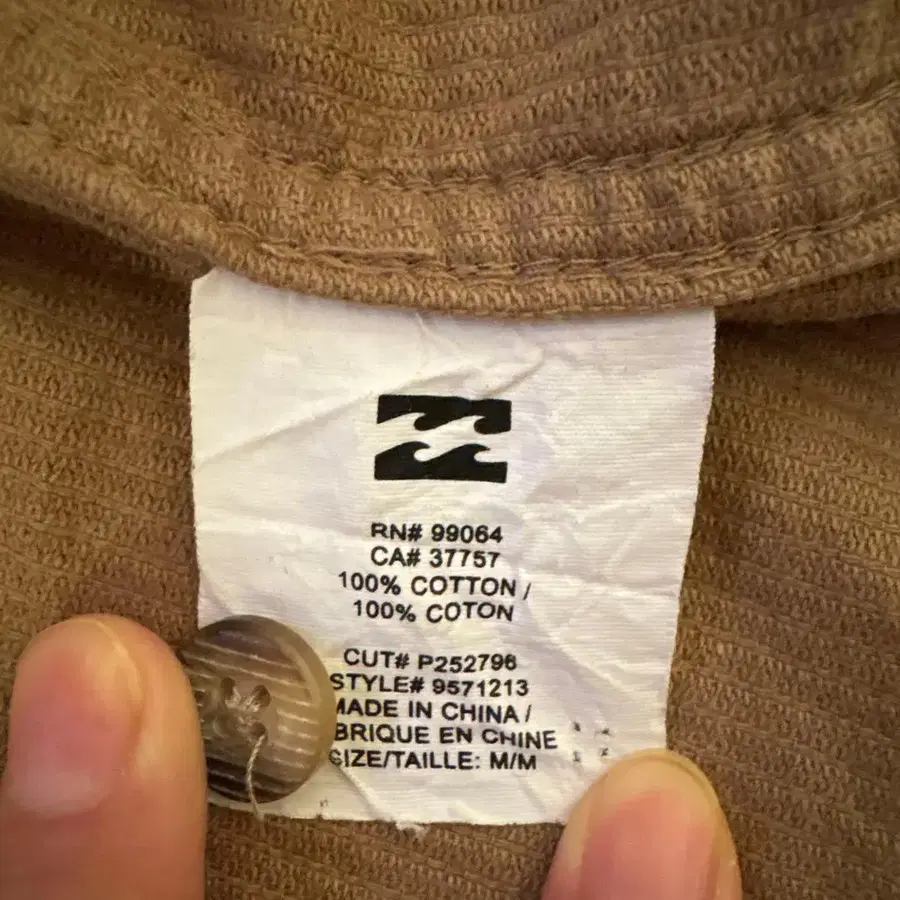 RN# 99064
CA# 37757
100% COTTON /
100% COTON
CUT# P252796
STYLE# 9571213
MADE IN CHINA /
BRIQUE EN CHINE
SIZE/TAILLE: M/M